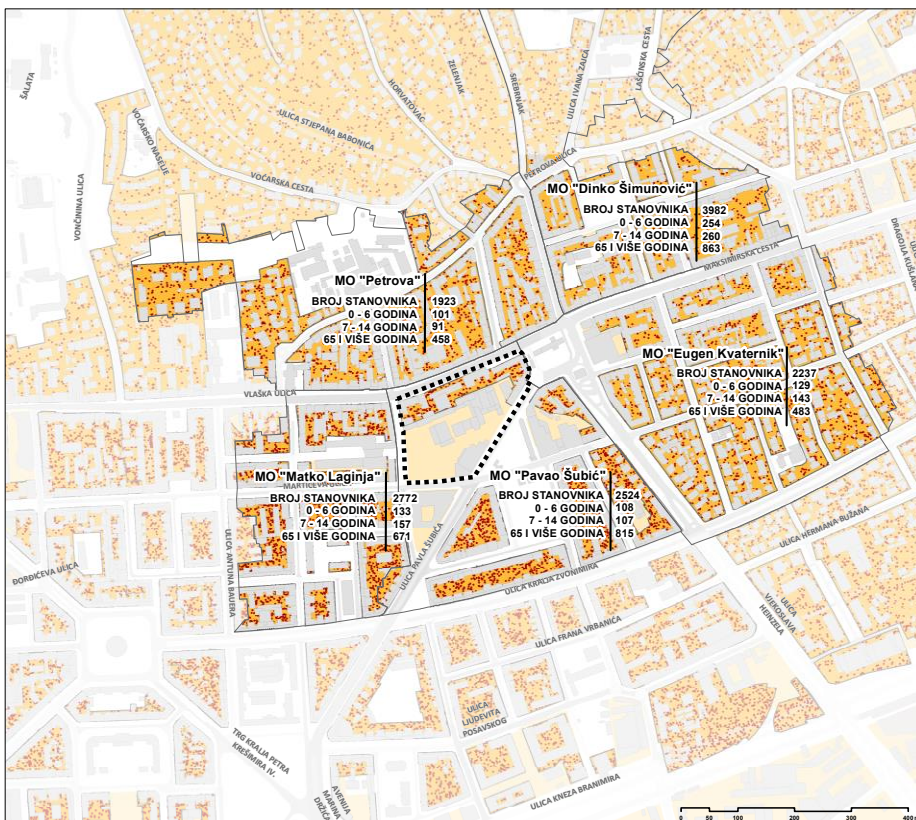 ŠALATA
VONČININA ULICA
VOĆARSKO NASELJE
ULICA STJEPANA BABONIĆA
VOĆARSKA CESTA
HORVATOVAC
ZELENJAK
SREBRNJAK
ULICA IVANA ZAJCA
LAŠĆINSKA CESTA
PETROVA ULICA
MO "Dinko Šimunović"
BROJ STANOVNIKA 3982
0 - 6 GODINA 254
7 - 14 GODINA 260
65 I VIŠE GODINA 863
MAKSIMIRSKA CESTA
DRAGOJLA KUŠLANA
MO "Petrova"
BROJ STANOVNIKA 1923
0 - 6 GODINA 101
7 - 14 GODINA 91
65 I VIŠE GODINA 458
VLAŠKA ULICA
MO "Eugen Kvaternik"
BROJ STANOVNIKA 2237
0 - 6 GODINA 129
7 - 14 GODINA 143
65 I VIŠE GODINA 483
MO "Matko Laginja"
BROJ STANOVNIKA 2772
0 - 6 GODINA 133
7 - 14 GODINA 157
65 I VIŠE GODINA 671
MO "Pavao Šubić"
BROJ STANOVNIKA 2524
0 - 6 GODINA 108
7 - 14 GODINA 107
65 I VIŠE GODINA 815
ĐORĐIĆEVA ULICA
ULICA ANTUNA BAUERA
ULICA PAVLA ŠUBIĆA
ULICA KRALJA ZVONIMIRA
ULICA HERMANA BUŽANA
ULICA FRANA VRBANIĆA
ULICA
VJEKOSLAVA
HEINZELA
ULICA
LJUDEVITA
POSAVSKOG
TRG KRALJA PETRA
KREŠIMIRA IV.
AVENIJA
MARINA
DRŽIĆA
ULICA KNEZA BRANIMIRA
0 50 100 200 300 400